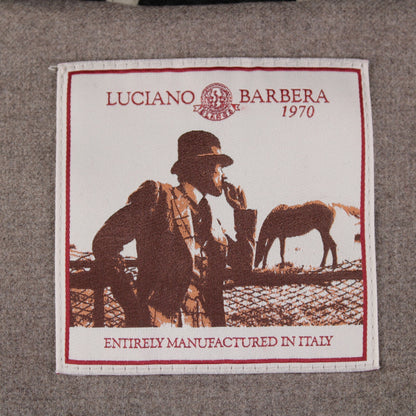 LUCIANO BARBERA
1970
ENTIRELY MANUFACTURED IN ITALY